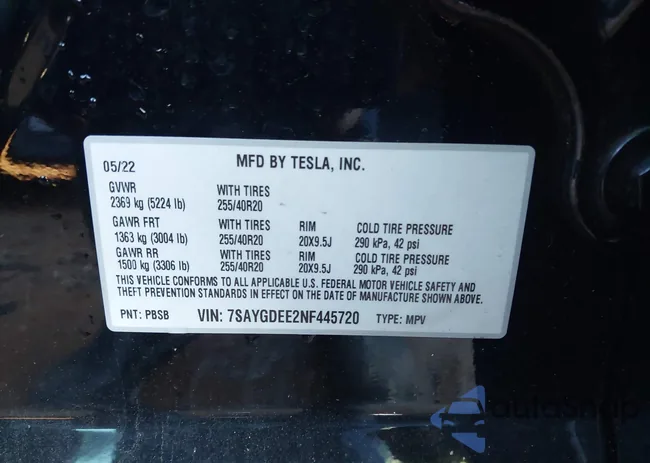 05/22 MFD BY TESLA, INC.
GVWR WITH TIRES
2369 kg (5224 lb) 255/40R20
GAWR FRT WITH TIRES RIM COLD TIRE PRESSURE
1363 kg (3004 lb) 255/40R20 20X9.5J 290 kPa, 42 psi
GAWR RR WITH TIRES RIM COLD TIRE PRESSURE
1500 kg (3306 lb) 255/40R20 20X9.5J 290 kPa, 42 psi
THIS VEHICLE CONFORMS TO ALL APPLICABLE U.S. FEDERAL MOTOR VEHICLE SAFETY AND
THEFT PREVENTION STANDARDS IN EFFECT ON THE DATE OF MANUFACTURE SHOWN ABOVE.
PNT: PBSB VIN: 7SAYGDEE2NF445720 TYPE: MPV
autoSnap